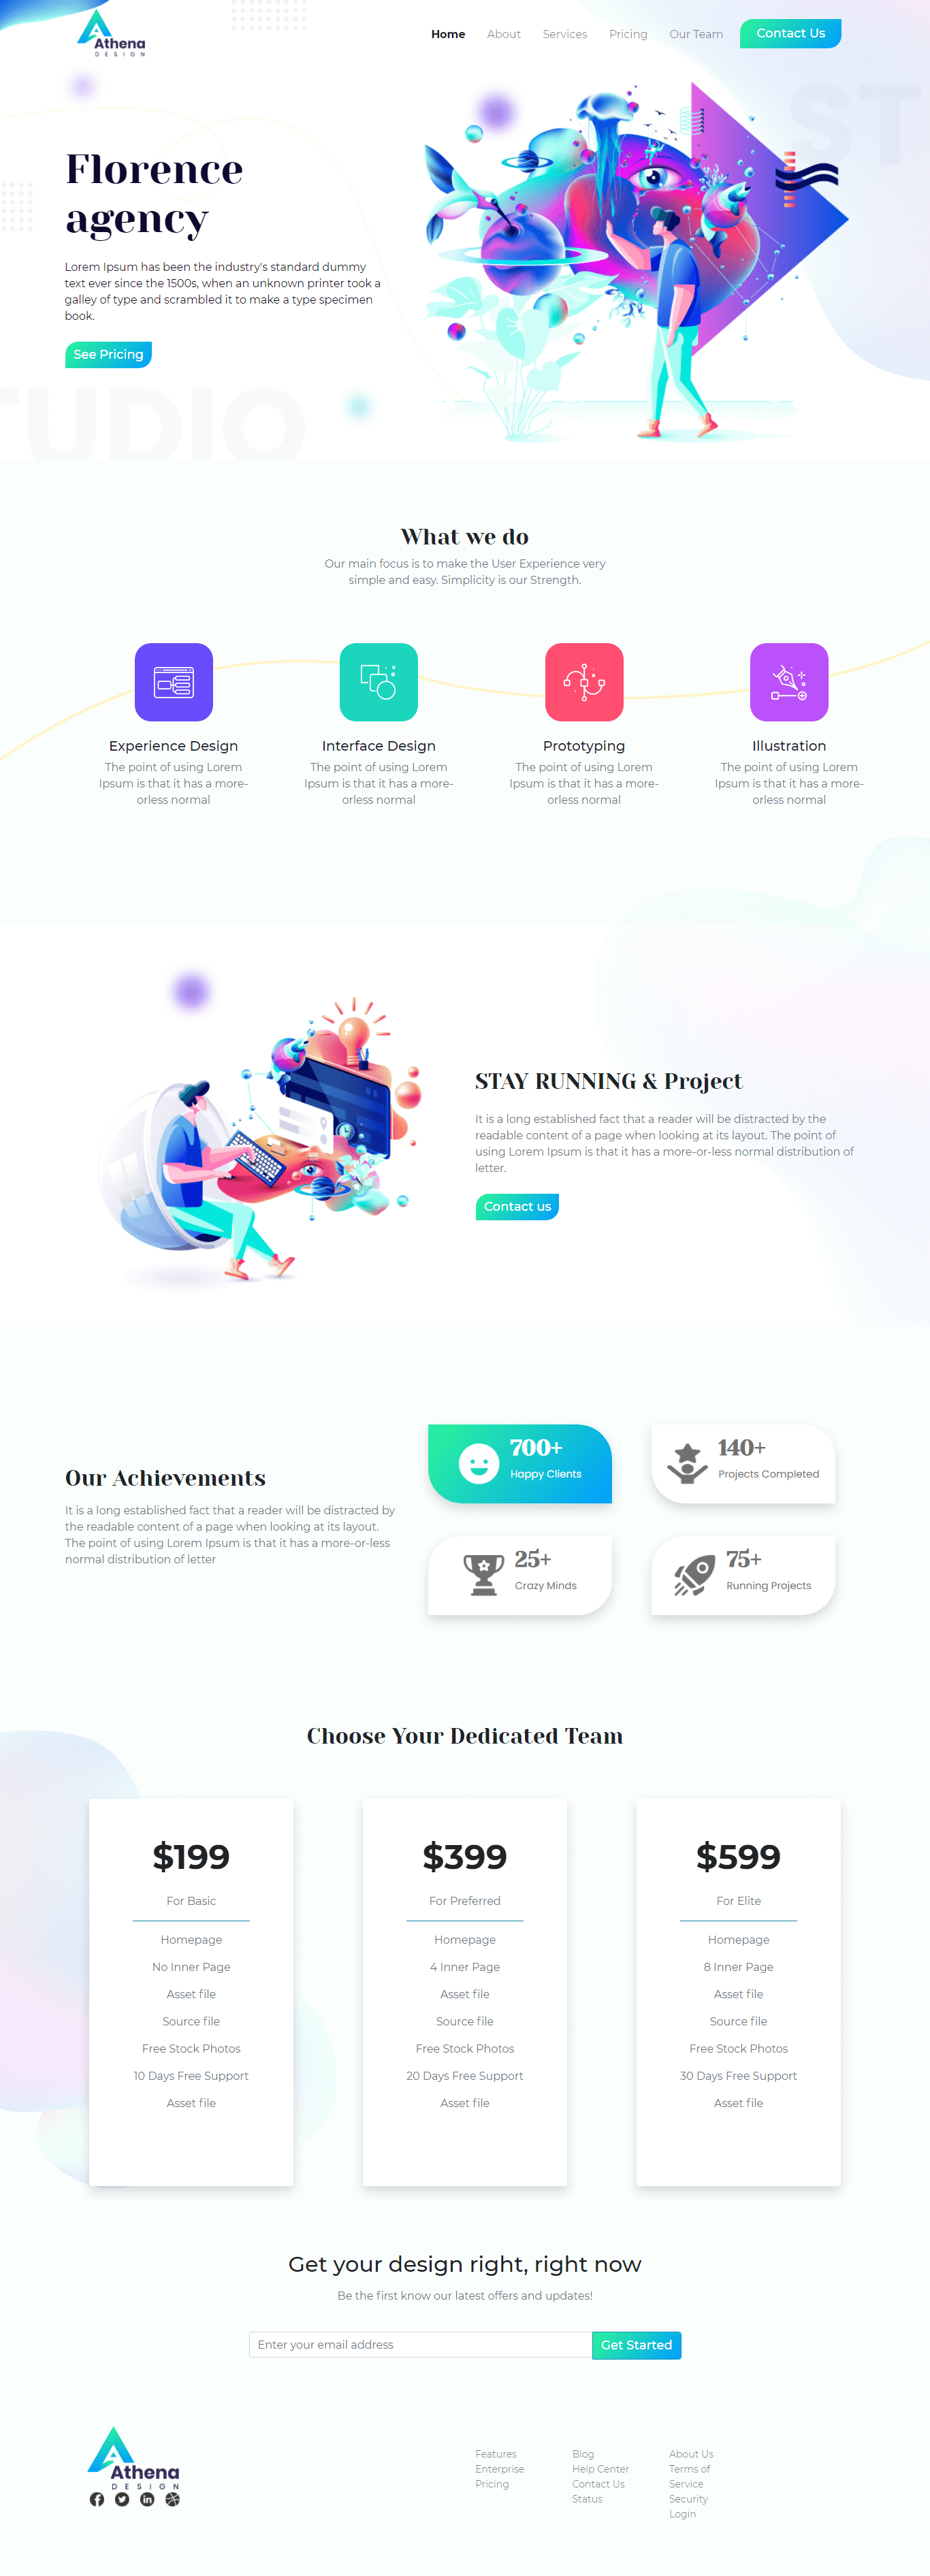 Athena
DESIGN
Home
About
Services
Pricing
Our Team
Contact Us
ST
Florence
agency
Lorem Ipsum has been the industry's standard dummy
text ever since the 1500s, when an unknown printer took a
galley of type and scrambled it to make a type specimen
book.
See Pricing
TUDIO
What we do
Our main focus is to make the User Experience very
simple and easy. Simplicity is our Strength.
Experience Design
The point of using Lorem
Ipsum is that it has a more-
orless normal
Interface Design
The point of using Lorem
Ipsum is that it has a more-
orless normal
Prototyping
The point of using Lorem
Ipsum is that it has a more-
orless normal
Illustration
The point of using Lorem
Ipsum is that it has a more-
orless normal
STAY RUNNING & Project
It is a long established fact that a reader will be distracted by the
readable content of a page when looking at its layout. The point of
using Lorem Ipsum is that it has a more-or-less normal distribution of
letter.
Contact us
Our Achievements
It is a long established fact that a reader will be distracted by
the readable content of a page when looking at its layout.
The point of using Lorem Ipsum is that it has a more-or-less
normal distribution of letter
700+
Happy Clients
140+
Projects Completed
25+
Crazy Minds
75+
Running Projects
Choose Your Dedicated Team
$199
For Basic
Homepage
No Inner Page
Asset file
Source file
Free Stock Photos
10 Days Free Support
Asset file
$399
For Preferred
Homepage
4 Inner Page
Asset file
Source file
Free Stock Photos
20 Days Free Support
Asset file
$599
For Elite
Homepage
8 Inner Page
Asset file
Source file
Free Stock Photos
30 Days Free Support
Asset file
Get your design right, right now
Be the first know our latest offers and updates!
Enter your email address
Get Started
Athena
DESIGN
Features
Enterprise
Pricing
Blog
Help Center
Contact Us
Status
About Us
Terms of
Service
Security
Login